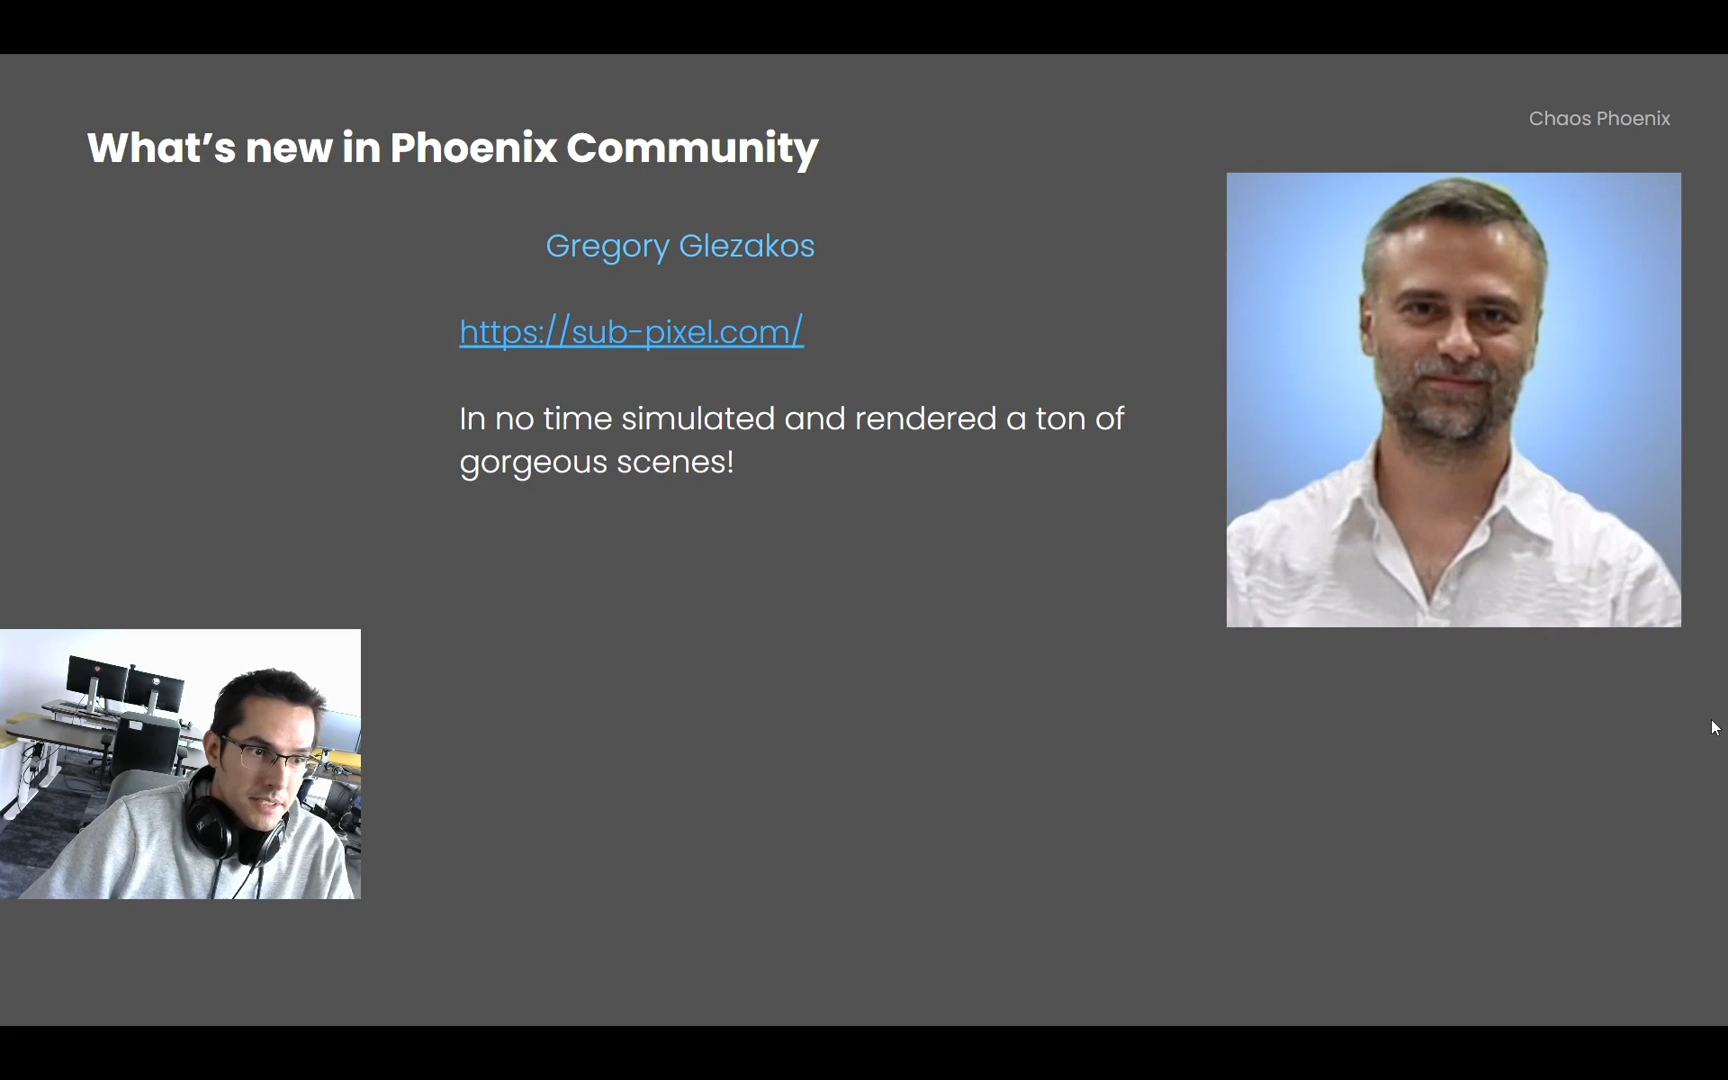 Chaos Phoenix
What’s new in Phoenix Community
Gregory Glezakos
https://sub-pixel.com/
In no time simulated and rendered a ton of
gorgeous scenes!